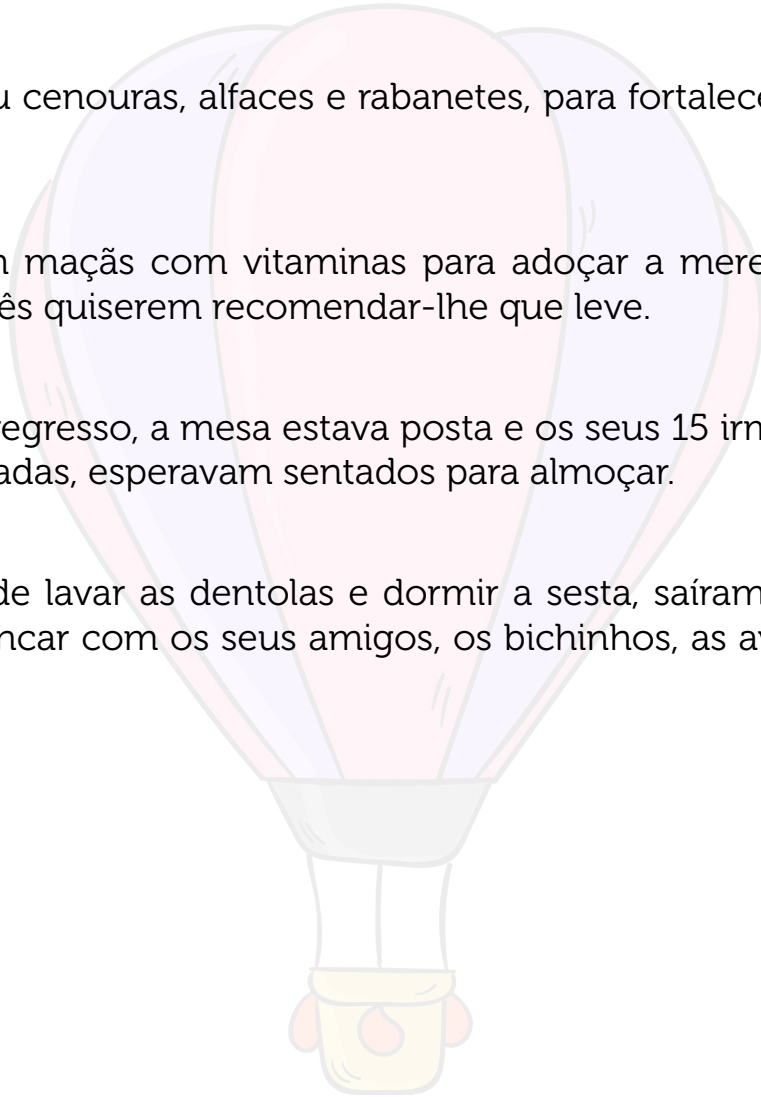 u cenouras, alfaces e rabanetes, para fortalece
n maçãs com vitaminas para adoçar a mere
ês quiserem recomendar-lhe que leve.
regresso, a mesa estava posta e os seus 15 irn
adas, esperavam sentados para almoçar.
de lavar as dentolas e dormir a sesta, saíram
ncar com os seus amigos, os bichinhos, as av